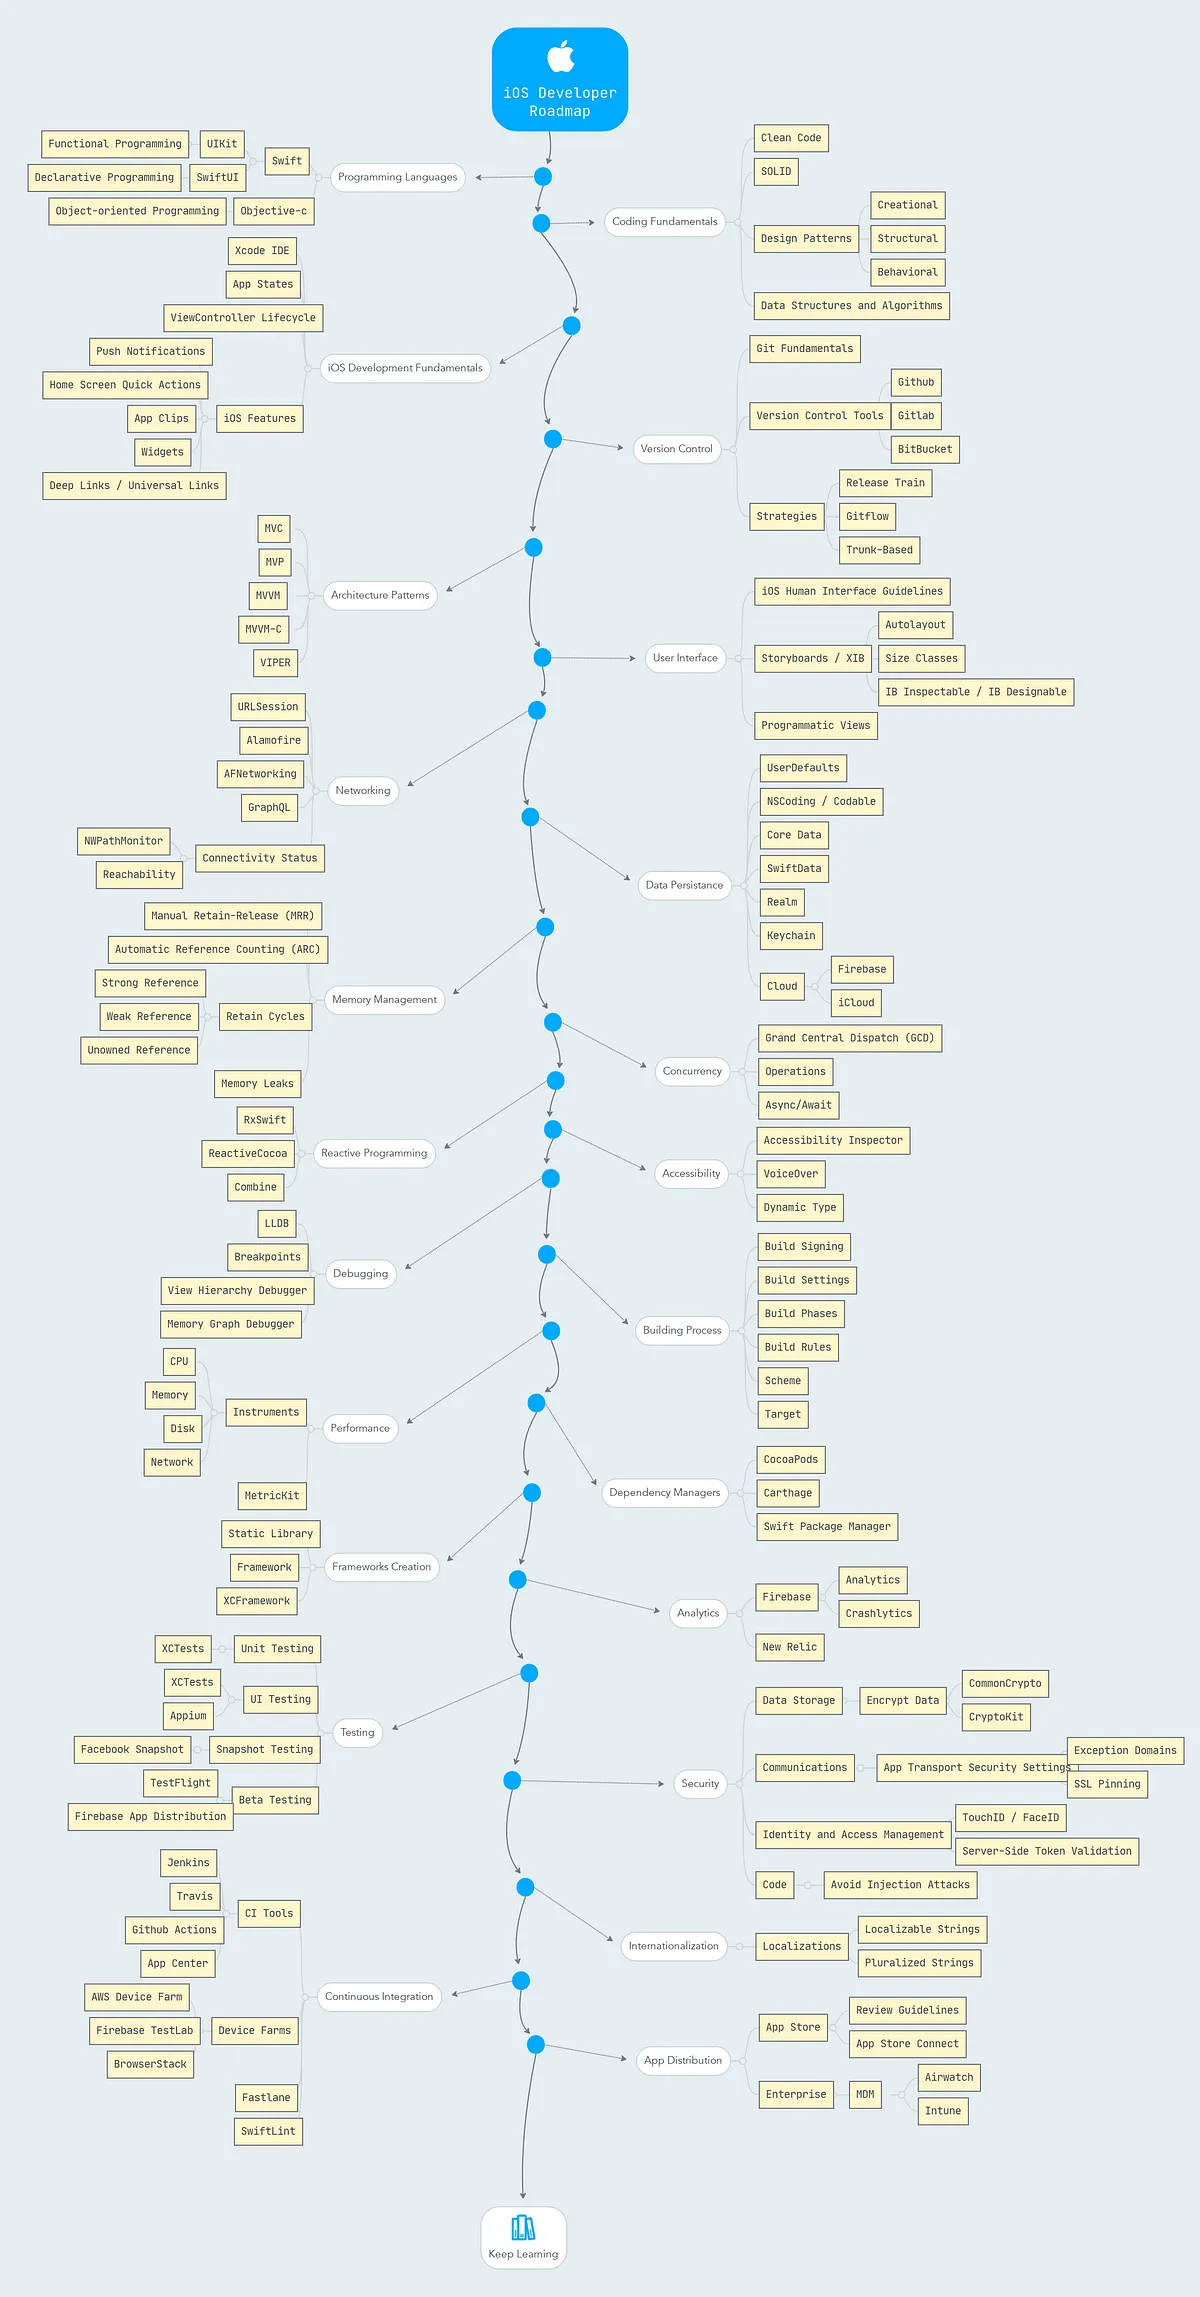 iOS Developer
Roadmap
Programming Languages
Swift
UIKit
Functional Programming
SwiftUI
Declarative Programming
Objective-c
Object-oriented Programming
Coding Fundamentals
Clean Code
SOLID
Design Patterns
Creational
Structural
Behavioral
Data Structures and Algorithms
iOS Development Fundamentals
Xcode IDE
App States
ViewController Lifecycle
iOS Features
Push Notifications
Home Screen Quick Actions
App Clips
Widgets
Deep Links / Universal Links
Version Control
Git Fundamentals
Version Control Tools
Github
Gitlab
BitBucket
Strategies
Release Train
Gitflow
Trunk-Based
Architecture Patterns
MVC
MVP
MVVM
MVVM-C
VIPER
User Interface
iOS Human Interface Guidelines
Storyboards / XIB
Autolayout
Size Classes
IB Inspectable / IB Designable
Programmatic Views
Networking
URLSession
Alamofire
AFNetworking
GraphQL
Connectivity Status
NWPathMonitor
Reachability
Data Persistance
UserDefaults
NSCoding / Codable
Core Data
SwiftData
Realm
Keychain
Cloud
Firebase
iCloud
Memory Management
Manual Retain-Release (MRR)
Automatic Reference Counting (ARC)
Retain Cycles
Strong Reference
Weak Reference
Unowned Reference
Memory Leaks
Concurrency
Grand Central Dispatch (GCD)
Operations
Async/Await
Reactive Programming
RxSwift
ReactiveCocoa
Combine
Accessibility
Accessibility Inspector
VoiceOver
Dynamic Type
Debugging
LLDB
Breakpoints
View Hierarchy Debugger
Memory Graph Debugger
Building Process
Build Signing
Build Settings
Build Phases
Build Rules
Scheme
Target
Performance
Instruments
CPU
Memory
Disk
Network
MetricKit
Dependency Managers
CocoaPods
Carthage
Swift Package Manager
Frameworks Creation
Static Library
Framework
XCFramework
Analytics
Firebase
Analytics
Crashlytics
New Relic
Testing
Unit Testing
XCTests
UI Testing
XCTests
Appium
Snapshot Testing
Facebook Snapshot
Beta Testing
TestFlight
Firebase App Distribution
Security
Data Storage
Encrypt Data
CommonCrypto
CryptoKit
Communications
App Transport Security Settings
Exception Domains
SSL Pinning
Identity and Access Management
TouchID / FaceID
Server-Side Token Validation
Code
Avoid Injection Attacks
Internationalization
Localizations
Localizable Strings
Pluralized Strings
Continuous Integration
CI Tools
Jenkins
Travis
Github Actions
App Center
Device Farms
AWS Device Farm
Firebase TestLab
BrowserStack
Fastlane
SwiftLint
App Distribution
App Store
Review Guidelines
App Store Connect
Enterprise
MDM
Airwatch
Intune
Keep Learning